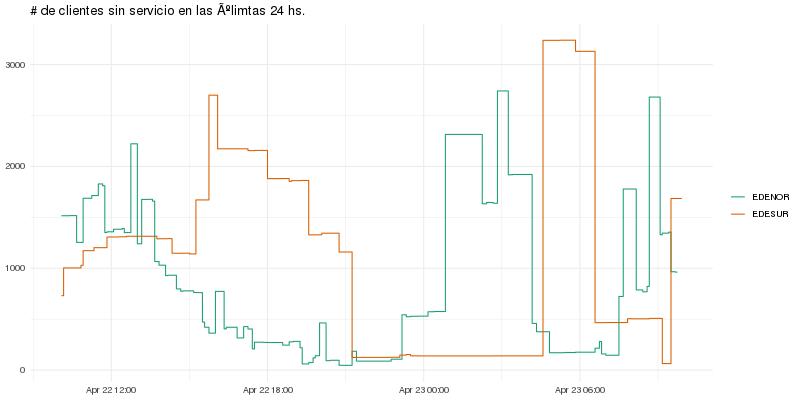 # de clientes sin servicio en las Ãºlimtas 24 hs.
3000
2000
1000
0
Apr 22 12:00
Apr 22 18:00
Apr 23 00:00
Apr 23 06:00
EDENOR
EDESUR